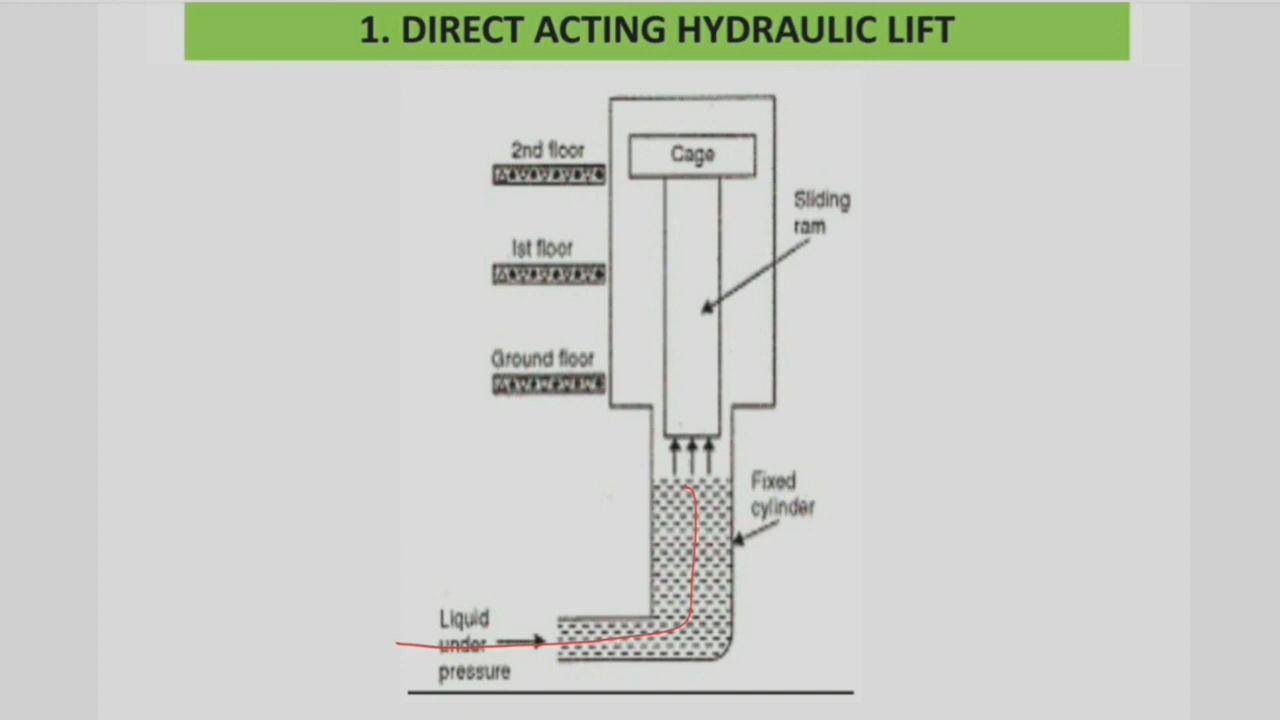 1. DIRECT ACTING HYDRAULIC LIFT
2nd floor
Cage
Sliding
ram
Ist floor
Ground floor
Fixed
cylinder
Liquid
under
pressure